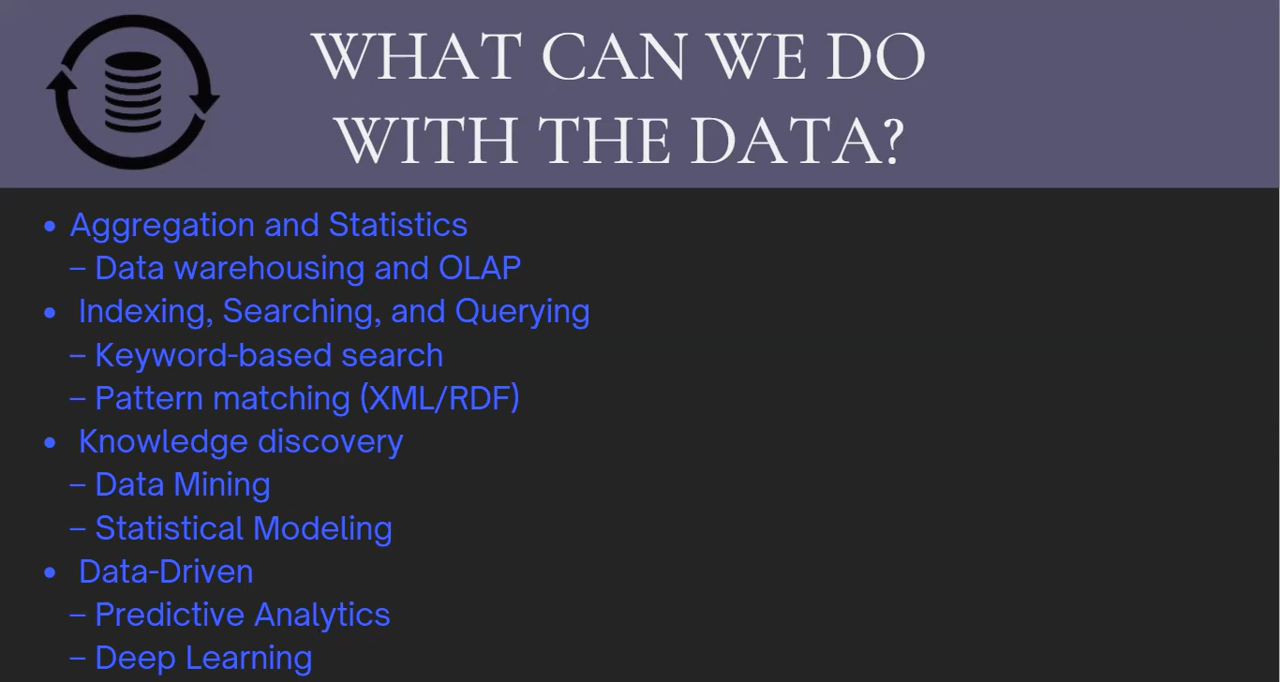 WHAT CAN WE DO
WITH THE DATA?
• Aggregation and Statistics
– Data warehousing and OLAP
• Indexing, Searching, and Querying
– Keyword-based search
– Pattern matching (XML/RDF)
• Knowledge discovery
– Data Mining
– Statistical Modeling
• Data-Driven
– Predictive Analytics
– Deep Learning